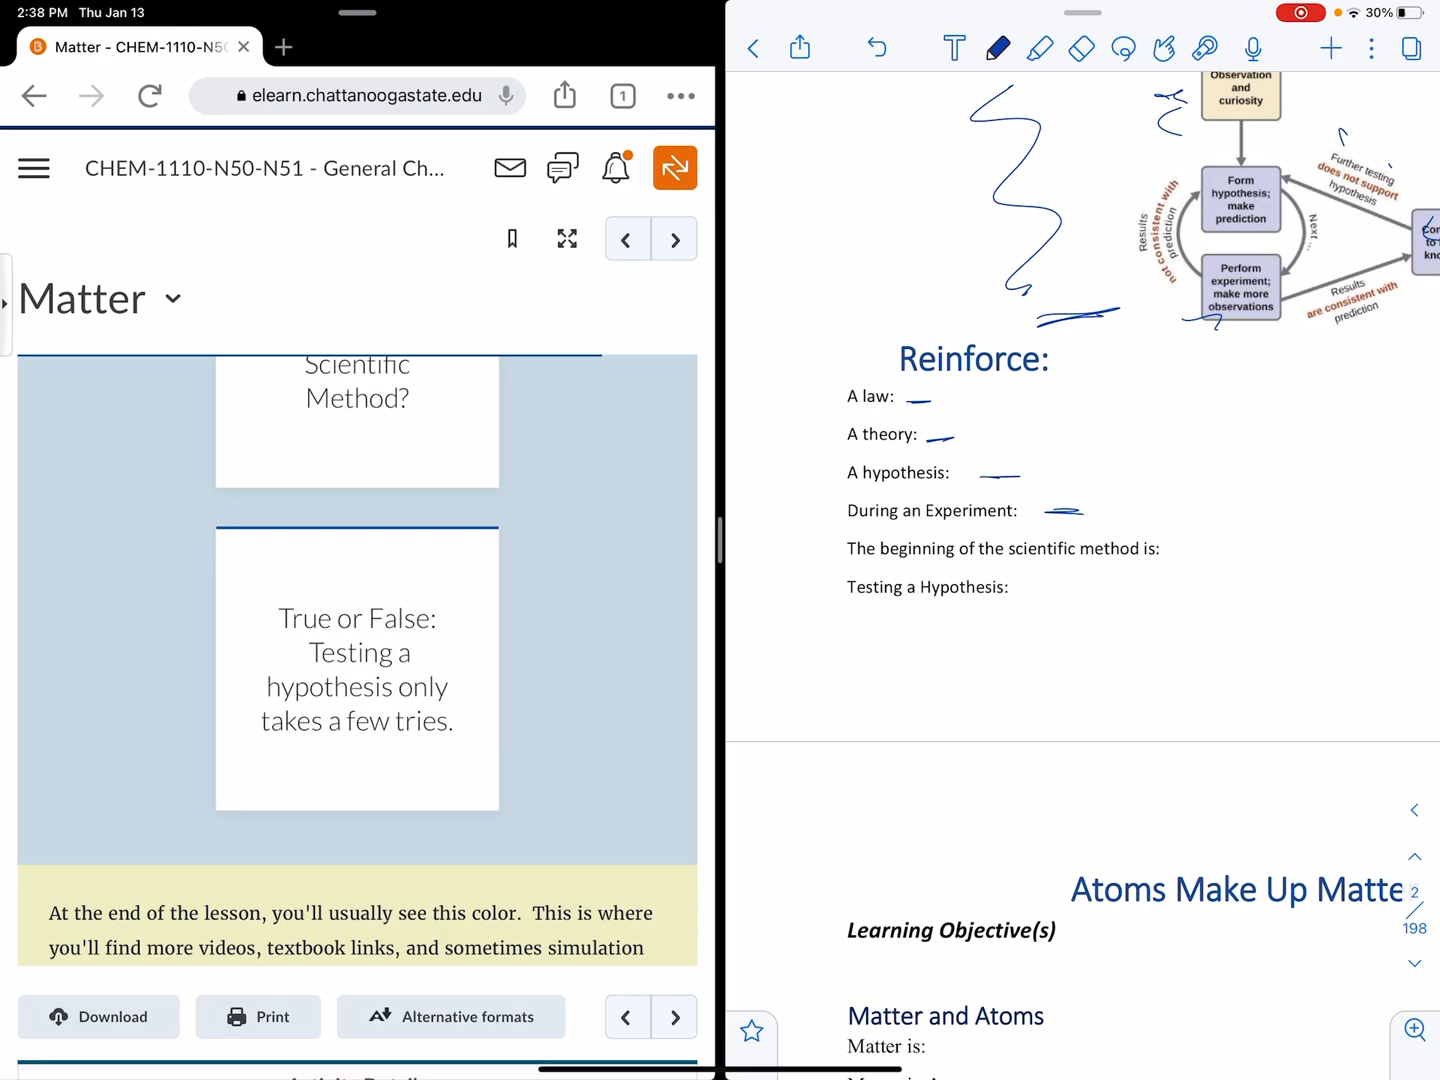 2:38 PM Thu Jan 13
Matter - CHEM-1110-N50
elearn.chattanoogastate.edu
1
CHEM-1110-N50-N51 - General Ch...
Matter
Scientific
Method?
True or False:
Testing a
hypothesis only
takes a few tries.
At the end of the lesson, you'll usually see this color. This is where
you'll find more videos, textbook links, and sometimes simulation
Download
Print
Alternative formats
30%
T
Observation
and
curiosity
Form
hypothesis;
make
prediction
Perform
experiment;
make more
observations
Results
not consistent with
prediction
Next ...
Further testing
does not support
hypothesis
Results
are consistent with
prediction
to
kno
Reinforce:
A law:
A theory:
A hypothesis:
During an Experiment:
The beginning of the scientific method is:
Testing a Hypothesis:
Atoms Make Up Matte
2
198
Learning Objective(s)
Matter and Atoms
Matter is: